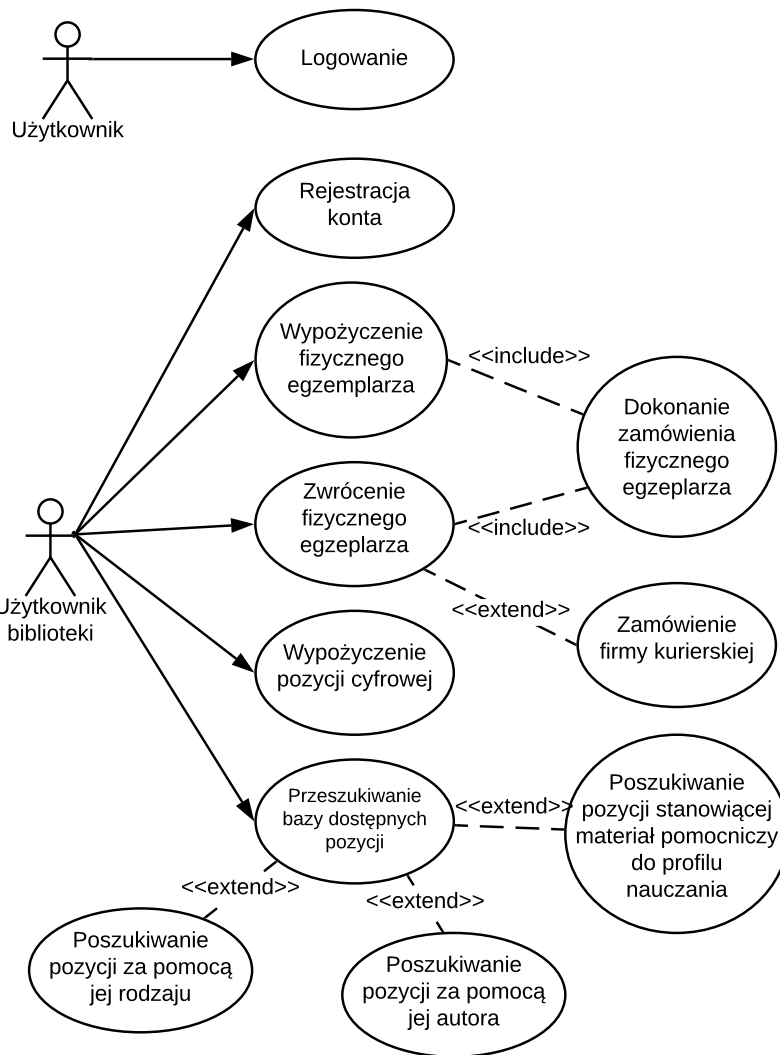 Logowanie
Użytkownik
Rejestracja
konta
Wypożyczenie
fizycznego
egzemplarza
<<include>>
Dokonanie
zamówienia
fizycznego
egzeplarza
Zwrócenie
fizycznego
egzeplarza
<<include>>
Użytkownik
biblioteki
<<extend>>
Zamówienie
firmy kurierskiej
Wypożyczenie
pozycji cyfrowej
Przeszukiwanie
bazy dostępnych
pozycji
<<extend>>
Poszukiwanie
pozycji stanowiącej
materiał pomocniczy
do profilu
nauczania
<<extend>>
<<extend>>
Poszukiwanie
pozycji za pomocą
jej rodzaju
Poszukiwanie
pozycji za pomocą
jej autora